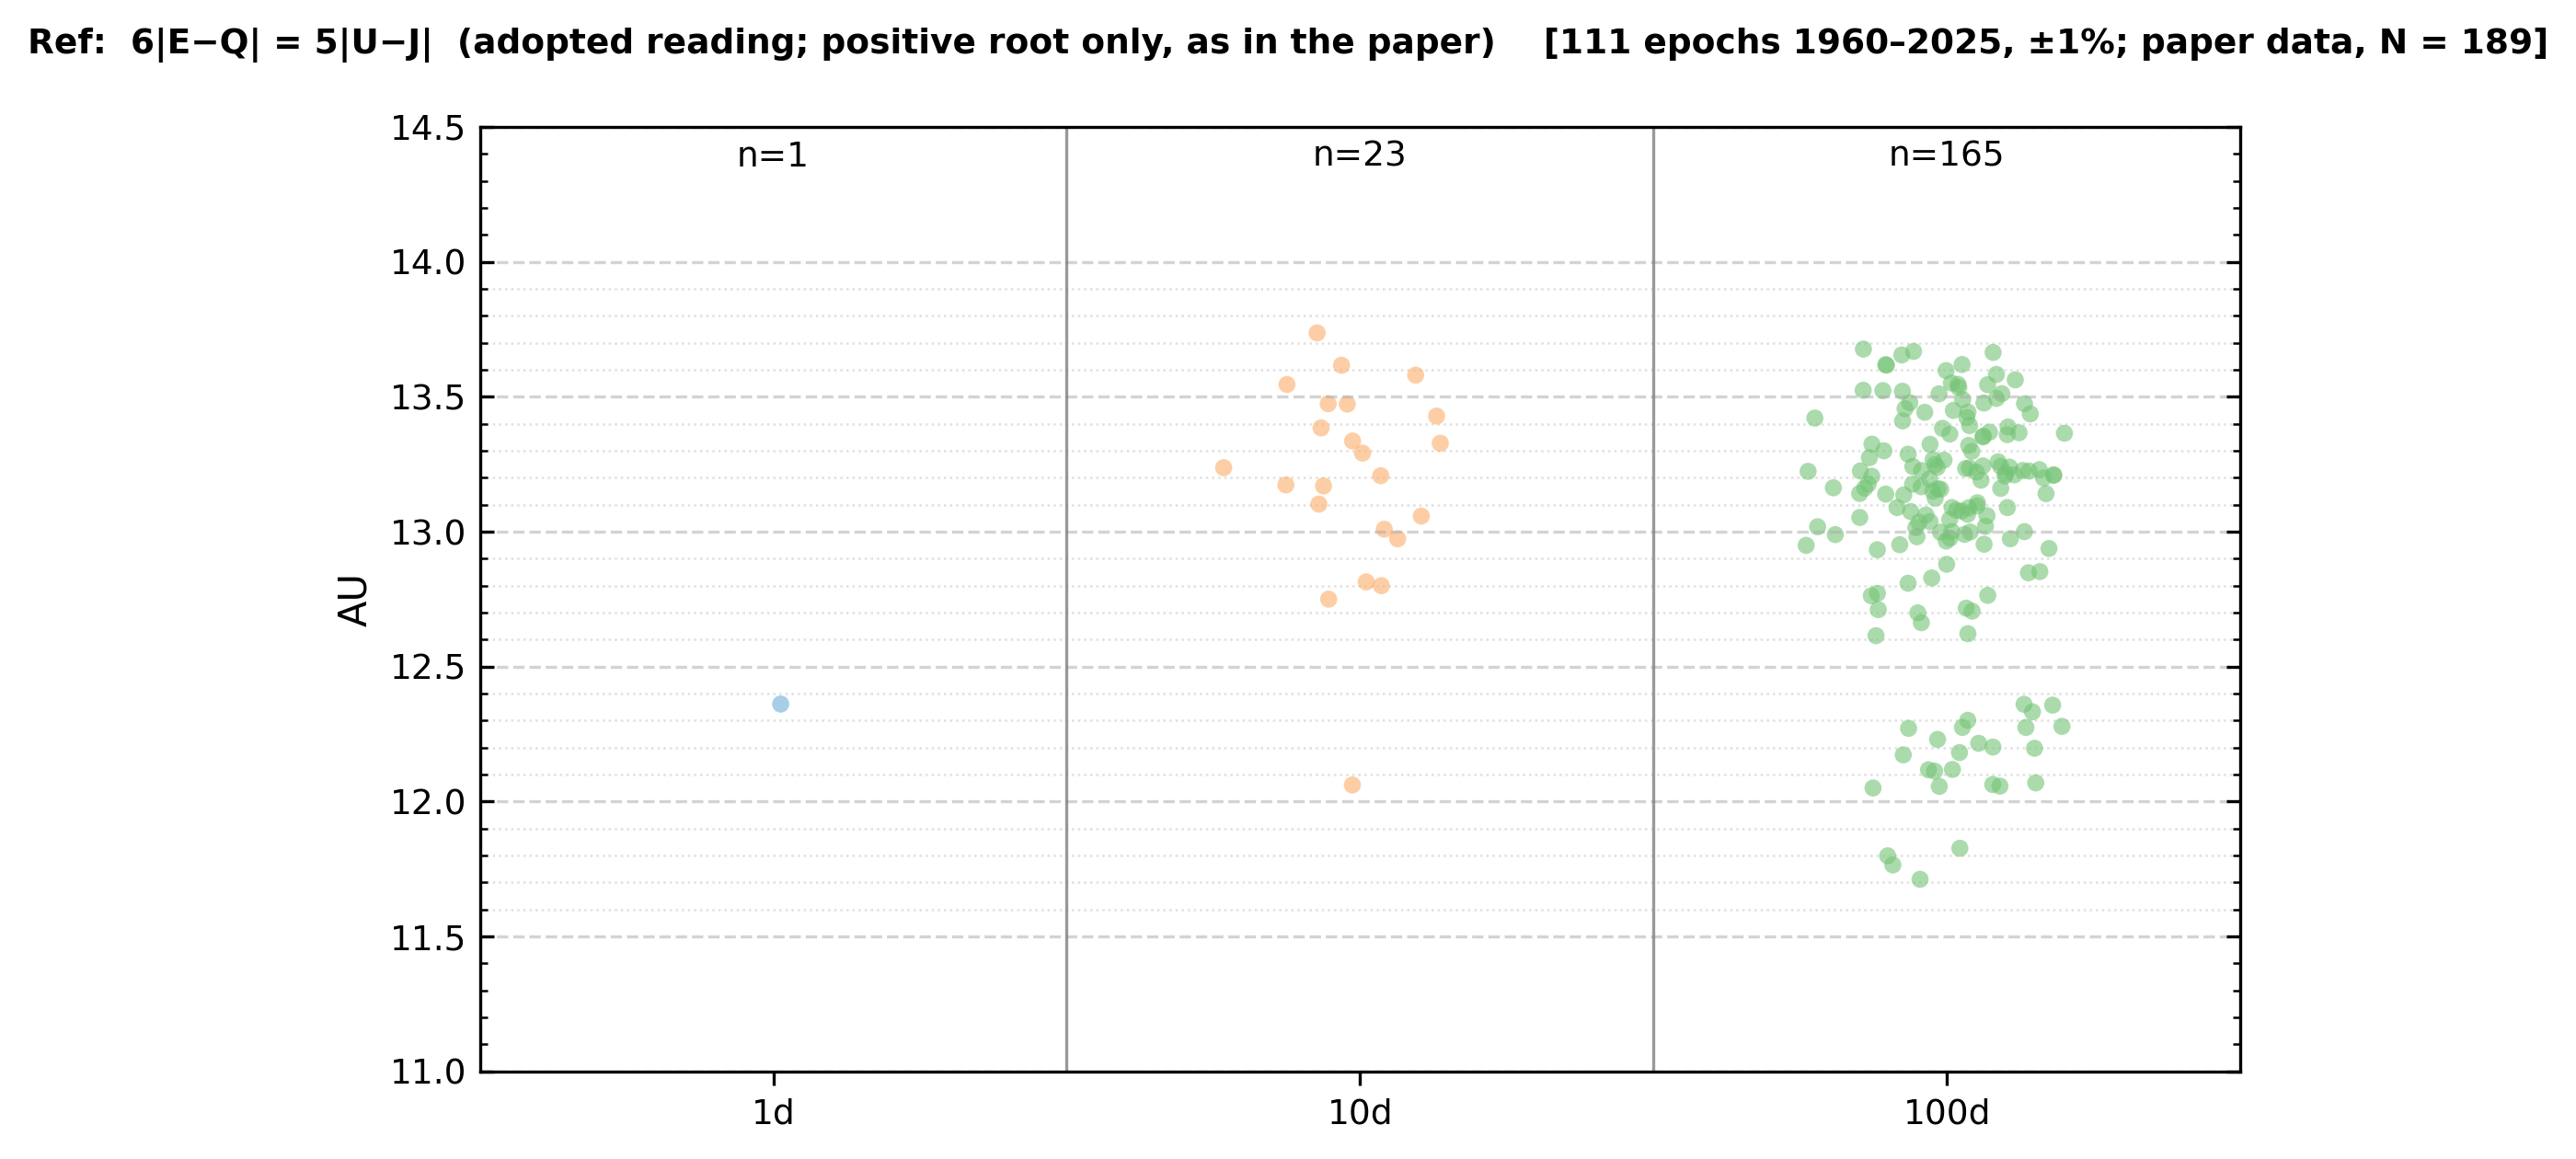 Ref:  6|E−Q| = 5|U−J|  (adopted reading; positive root only, as in the paper)    [111 epochs 1960–2025, ±1%; paper data, N = 189]
n=1
n=23
n=165
14.5
14.0
13.5
13.0
12.5
12.0
11.5
11.0
AU
1d
10d
100d